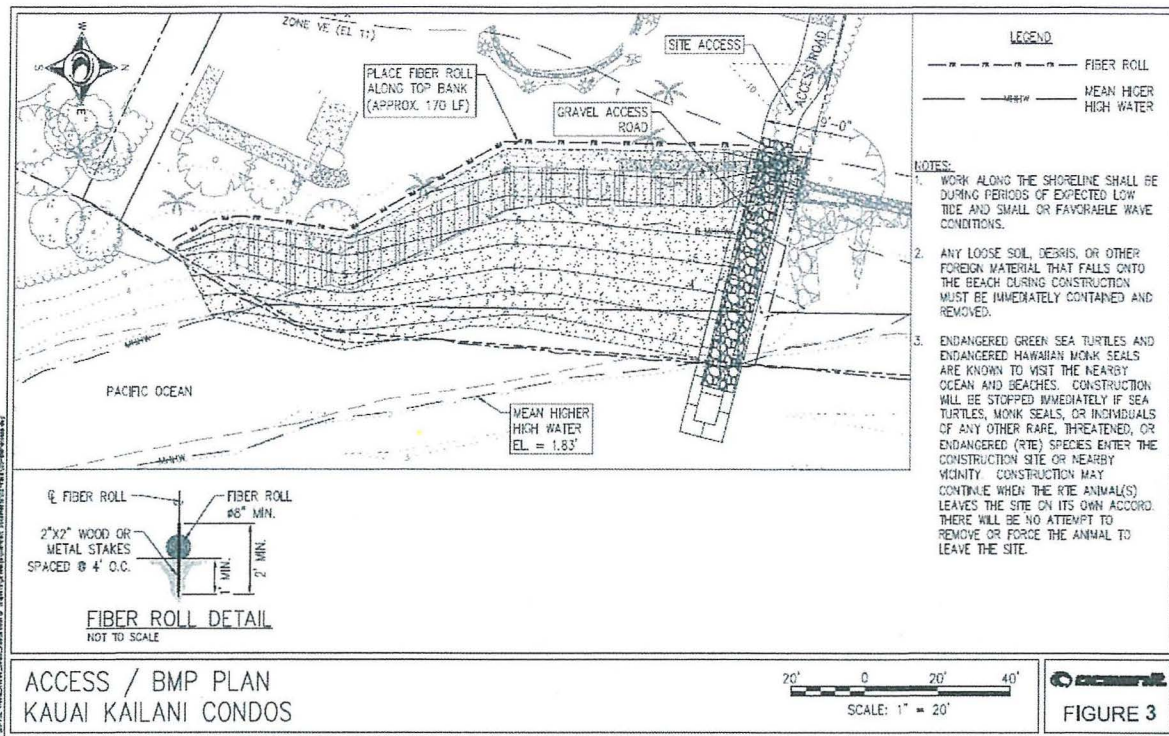 W
S
N
E
ZONE VE (EL 11)
SITE ACCESS
ACCESS ROAD
PLACE FIBER ROLL
ALONG TOP BANK
(APPROX. 170 LF)
GRAVEL ACCESS
ROAD
9'-0"
PACIFIC OCEAN
MHHW
MHHW
MEAN HIGHER
HIGH WATER
EL = 1.83'
LEGEND
FR FR FR FR FIBER ROLL
MHHW MEAN HIGER
HIGH WATER
NOTES:
1. WORK ALONG THE SHORELINE SHALL BE
DURING PERIODS OF EXPECTED LOW
TIDE AND SMALL OR FAVORABLE WAVE
CONDITIONS.
2. ANY LOOSE SOIL, DEBRIS, OR OTHER
FOREIGN MATERIAL THAT FALLS ONTO
THE BEACH DURING CONSTRUCTION
MUST BE IMMEDIATELY CONTAINED AND
REMOVED.
3. ENDANGERED GREEN SEA TURTLES AND
ENDANGERED HAWAIIAN MONK SEALS
ARE KNOWN TO VISIT THE NEARBY
OCEAN AND BEACHES. CONSTRUCTION
WILL BE STOPPED IMMEDIATELY IF SEA
TURTLES, MONK SEALS, OR INDIVIDUALS
OF ANY OTHER RARE, THREATENED, OR
ENDANGERED (RTE) SPECIES ENTER THE
CONSTRUCTION SITE OR NEARBY
VICINITY. CONSTRUCTION MAY
CONTINUE WHEN THE RTE ANIMAL(S)
LEAVES THE SITE ON ITS OWN ACCORD.
THERE WILL BE NO ATTEMPT TO
REMOVE OR FORCE THE ANIMAL TO
LEAVE THE SITE.
℄ FIBER ROLL
FIBER ROLL
ø8" MIN.
2"X2" WOOD OR
METAL STAKES
SPACED @ 4' O.C.
1' MIN.
2' MIN.
FIBER ROLL DETAIL
NOT TO SCALE
ACCESS / BMP PLAN
KAUAI KAILANI CONDOS
20' 0 20' 40'
SCALE: 1" = 20'
oceanit
FIGURE 3